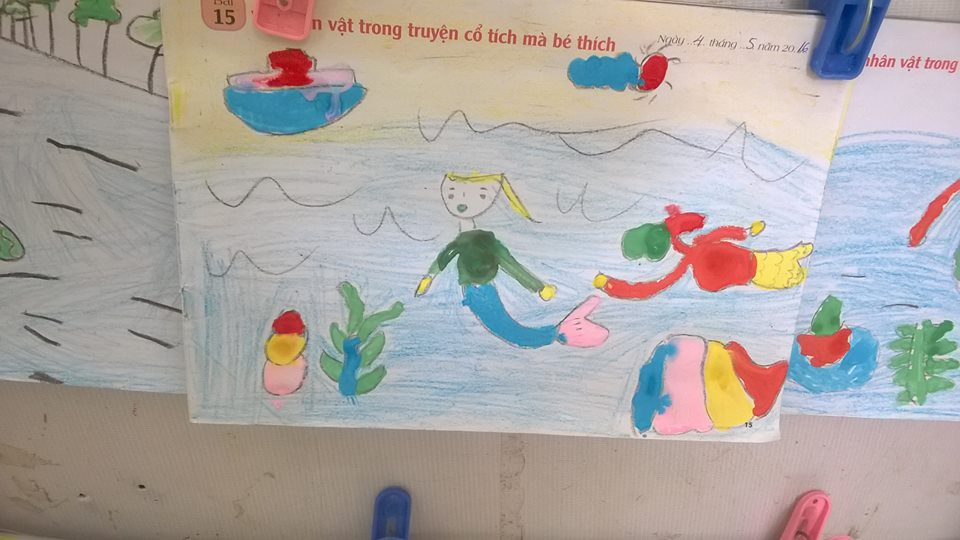 Bài
15
vật trong truyện cổ tích mà bé thích
Ngày 4 tháng 5 năm 2016
nhân vật trong
15